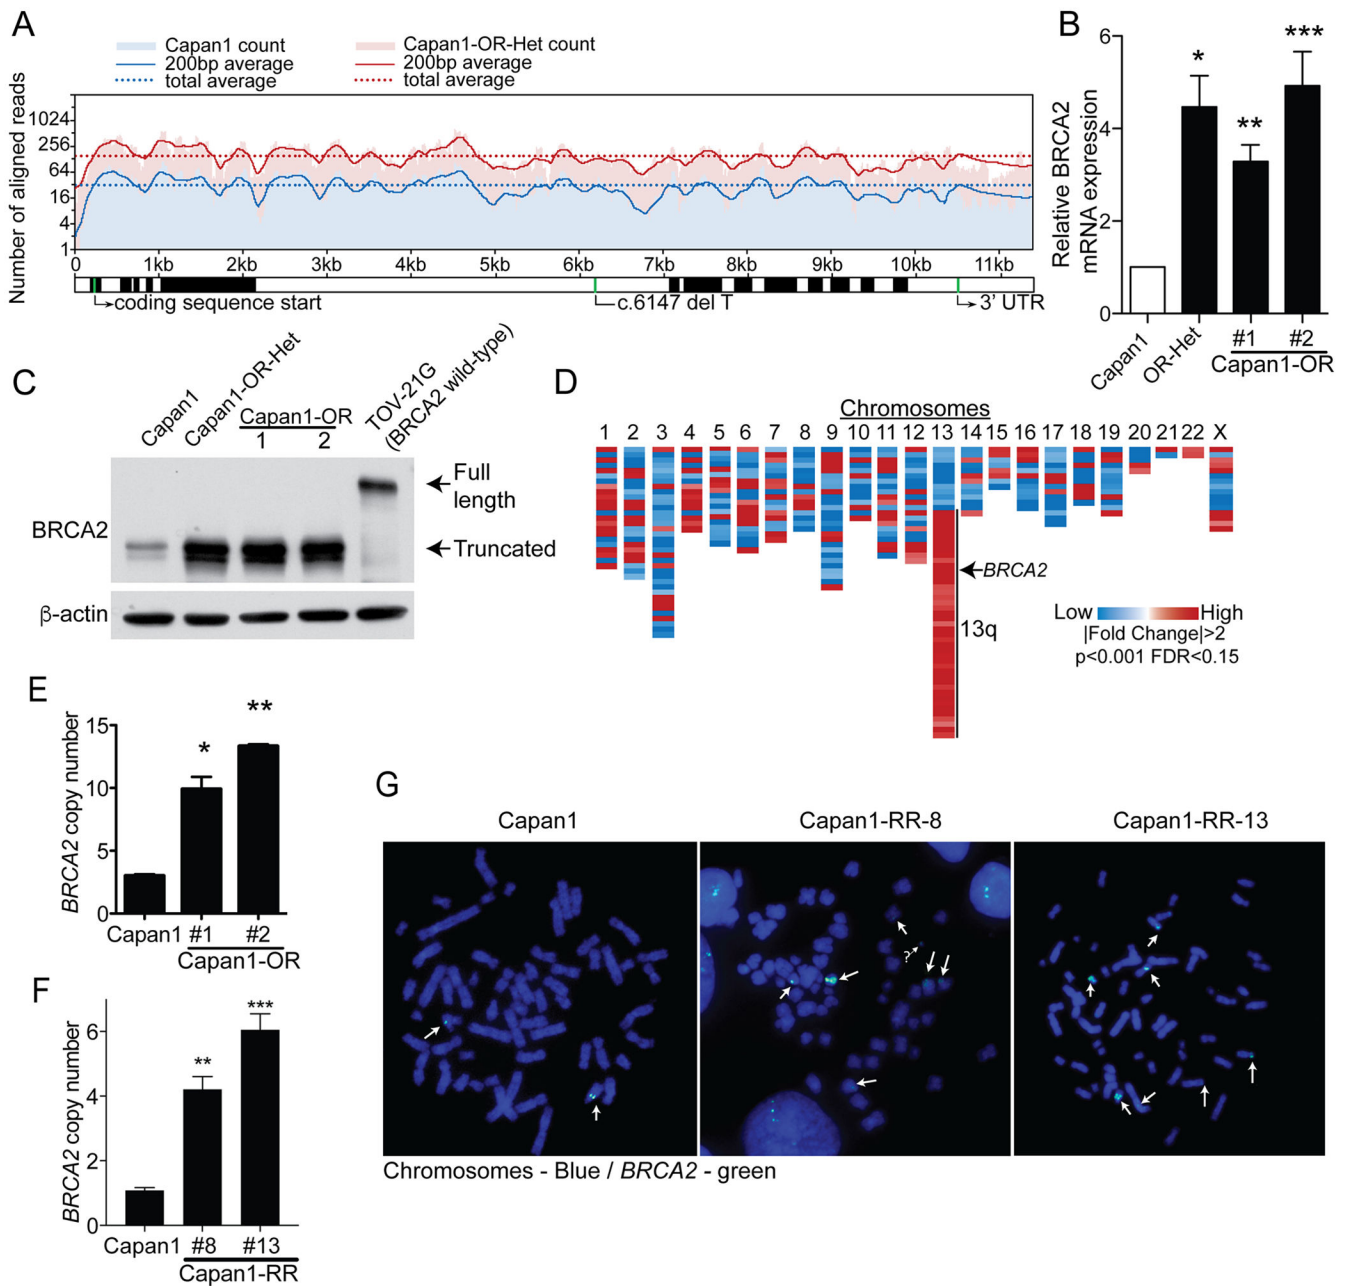 A
Capan1 count
200bp average
total average
Capan1-OR-Het count
200bp average
total average
Number of aligned reads
1024
256
64
16
4
1
0 1kb 2kb 3kb 4kb 5kb 6kb 7kb 8kb 9kb 10kb 11kb
coding sequence start
c.6147 del T
3' UTR
B
Relative BRCA2
mRNA expression
6
4
2
0
*
**
***
Capan1
OR-Het
#1 #2
Capan1-OR
C
Capan1
Capan1-OR-Het
Capan1-OR
1 2
TOV-21G
(BRCA2 wild-type)
BRCA2
Full
length
Truncated
β-actin
D
Chromosomes
1 2 3 4 5 6 7 8 9 10 11 12 13 14 15 16 17 18 19 20 21 22 X
BRCA2
13q
Low High
|Fold Change|>2
p<0.001 FDR<0.15
E
BRCA2 copy number
15
10
5
0
*
**
Capan1 #1 #2
Capan1-OR
F
BRCA2 copy number
6
4
2
0
**
***
Capan1 #8 #13
Capan1-RR
G
Capan1
Capan1-RR-8
Capan1-RR-13
?
Chromosomes - Blue / BRCA2 - green